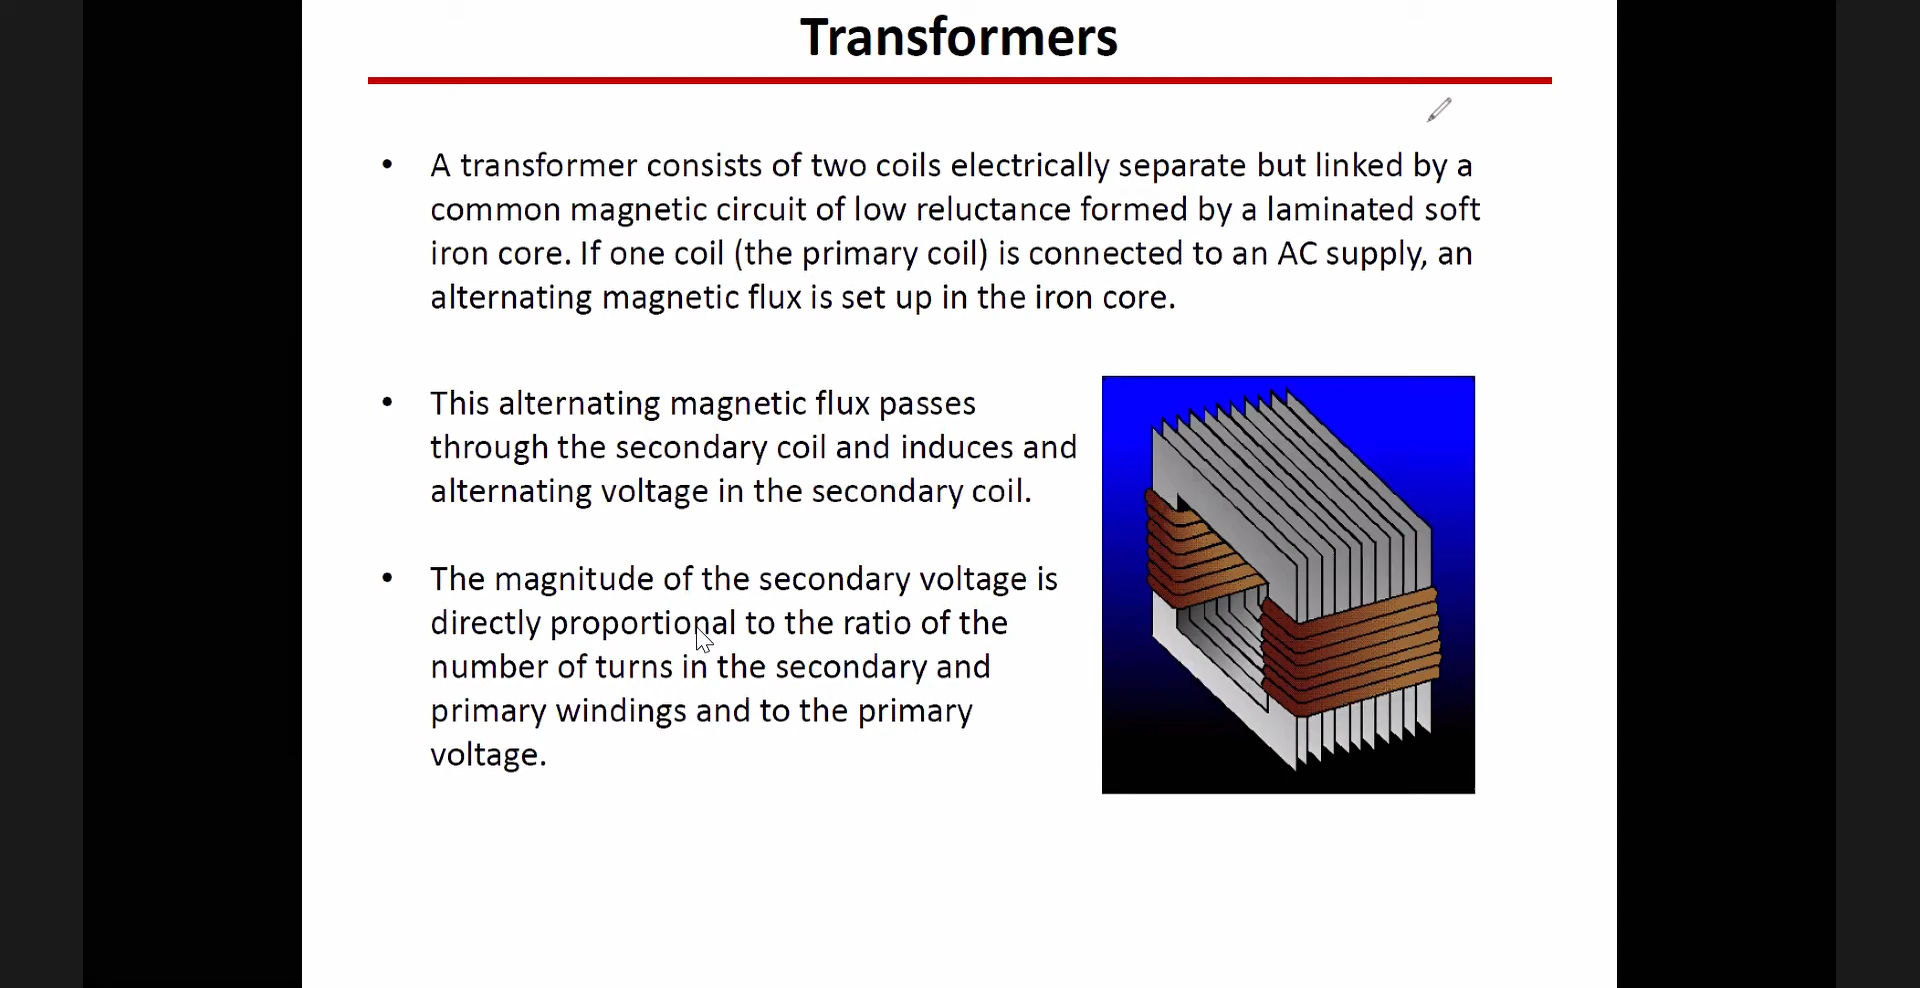 Transformers
• A transformer consists of two coils electrically separate but linked by a
common magnetic circuit of low reluctance formed by a laminated soft
iron core. If one coil (the primary coil) is connected to an AC supply, an
alternating magnetic flux is set up in the iron core.
• This alternating magnetic flux passes
through the secondary coil and induces and
alternating voltage in the secondary coil.
• The magnitude of the secondary voltage is
directly proportional to the ratio of the
number of turns in the secondary and
primary windings and to the primary
voltage.